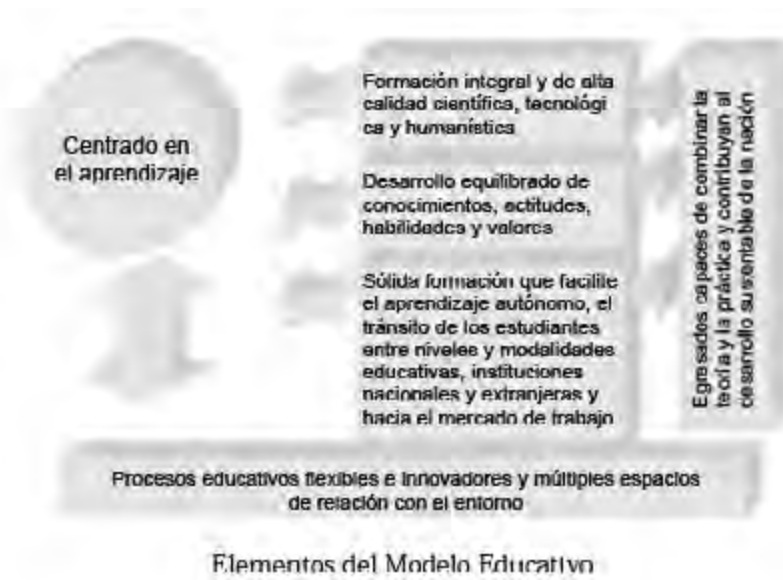 Centrado en
el aprendizaje
Formación integral y de alta
calidad científica, tecnológi
ca y humanística
Desarrollo equilibrado de
conocimientos, actitudes,
habilidades y valores
Sólida formación que facilite
el aprendizaje autónomo, el
tránsito de los estudiantes
entre niveles y modalidades
educativas, instituciones
nacionales y extranjeras y
hacia el mercado de trabajo
Egresados capaces de combinar la
teoría y la práctica y contribuyan al
desarrollo sustentable de la nación
Procesos educativos flexibles e innovadores y múltiples espacios
de relación con el entorno
Elementos del Modelo Educativo